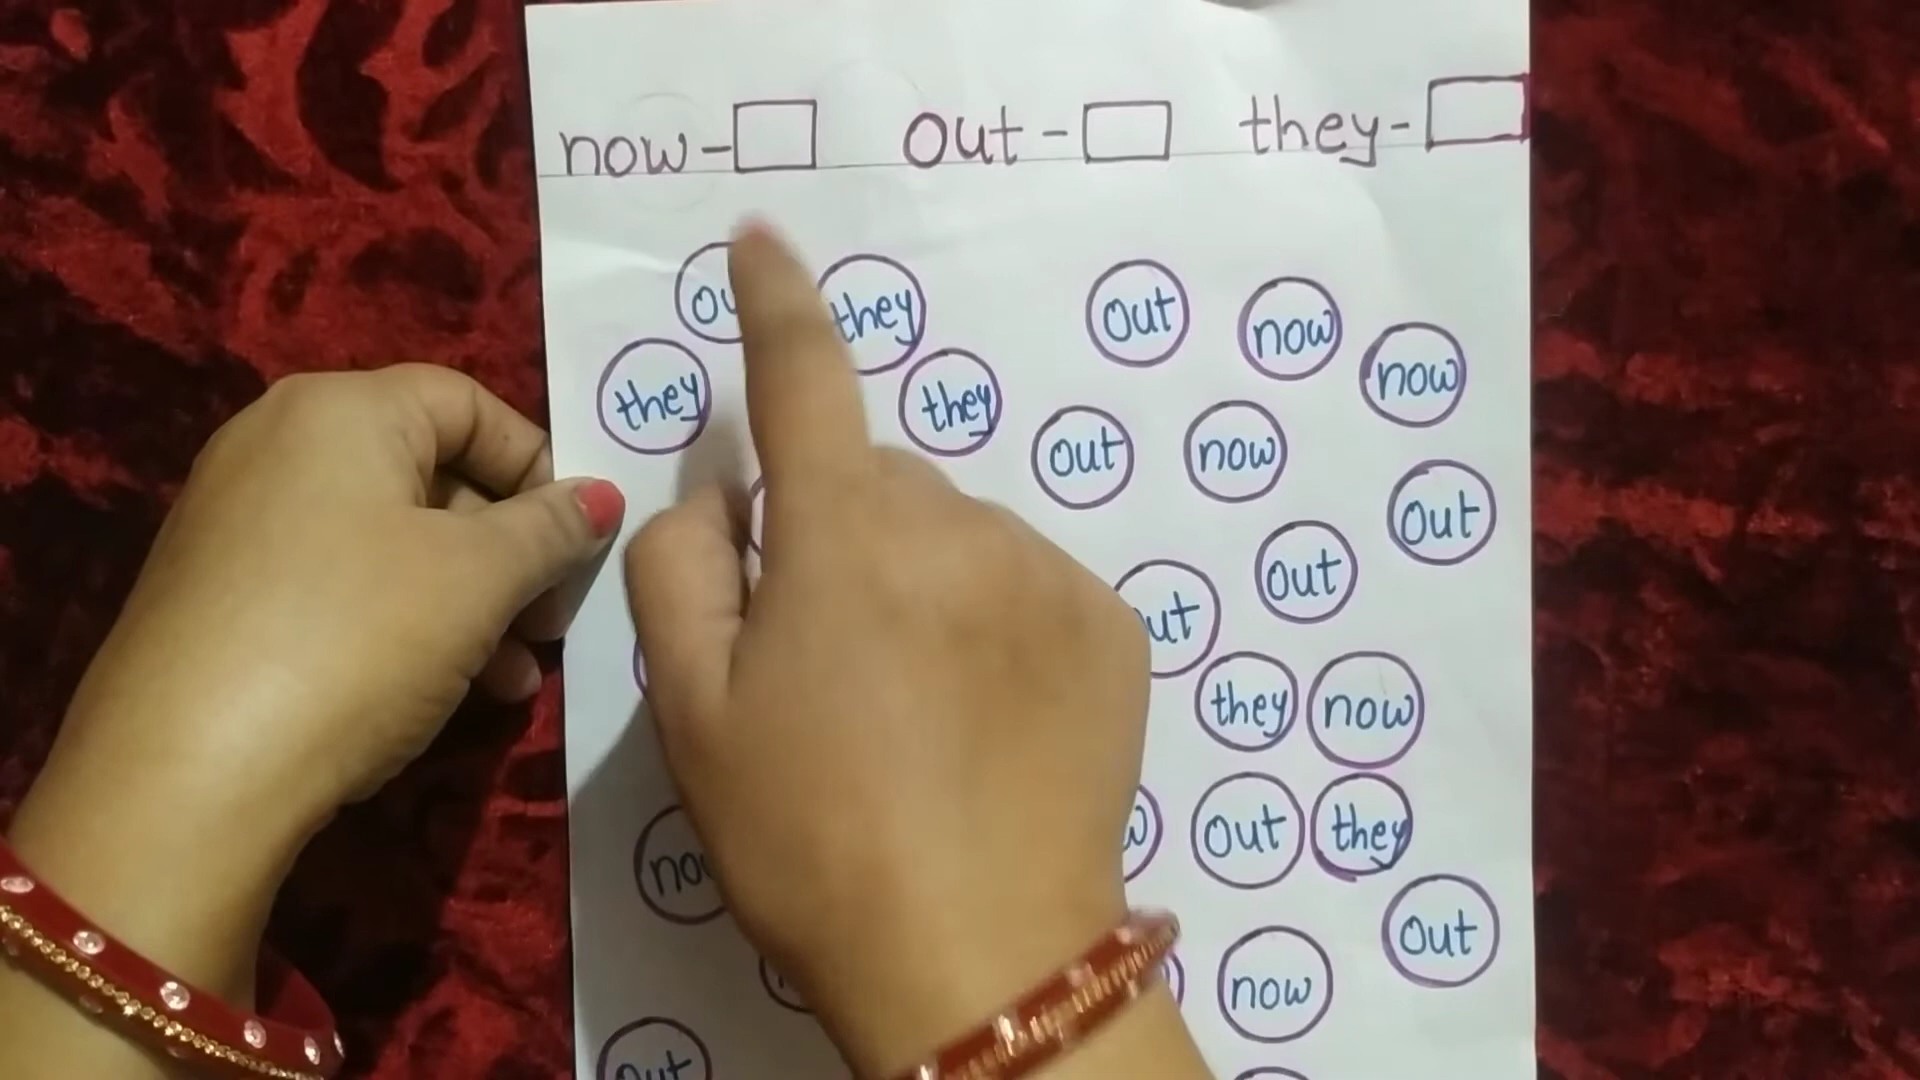 now- out- they-
they out now
they they now
out now
out
out
they now
out they
out
now
out